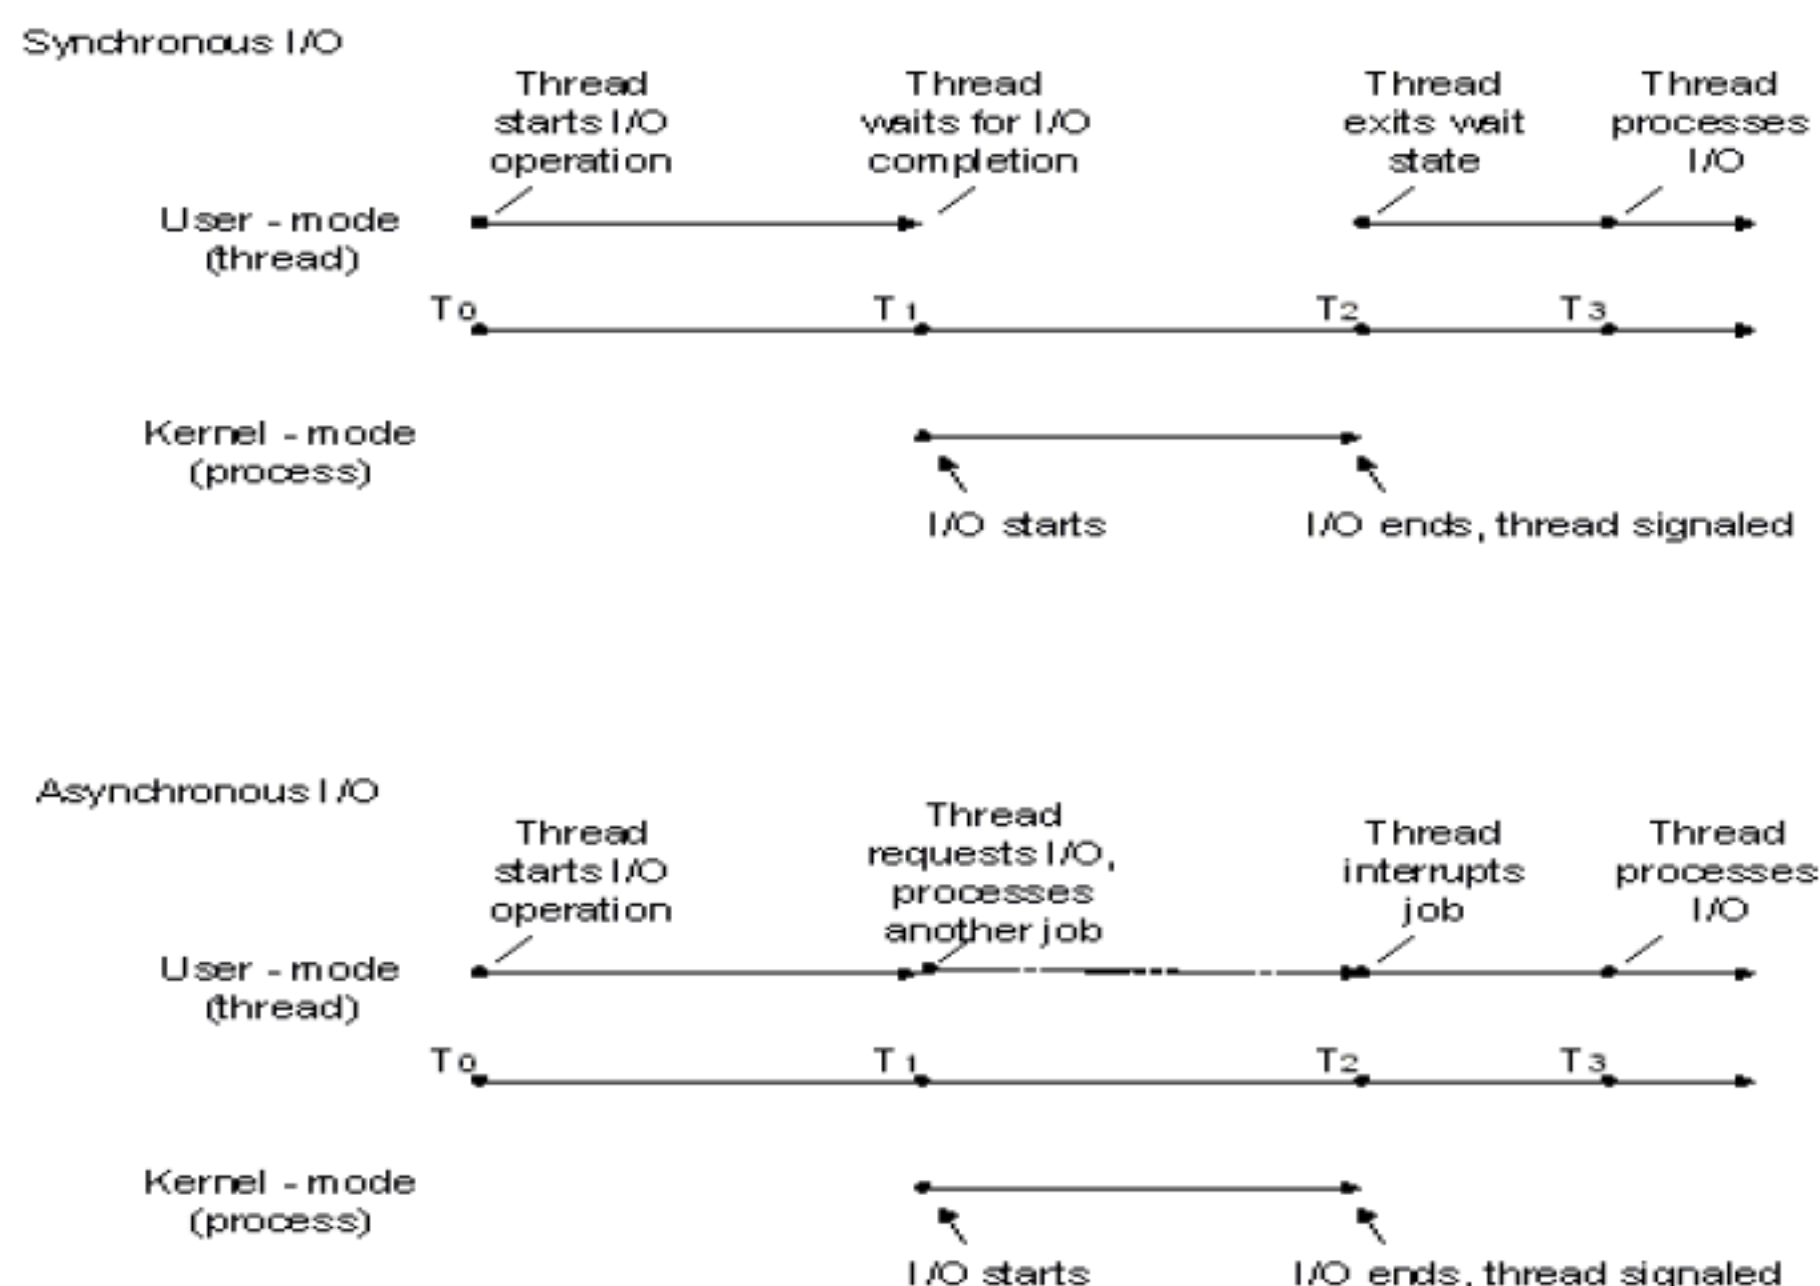 Synchronous I/O
Thread
starts I/O
operation
Thread
waits for I/O
completion
Thread
exits wait
state
Thread
processes
I/O
User - mode
(thread)
T0
T1
T2
T3
Kernel - mode
(process)
I/O starts
I/O ends, thread signaled
Asynchronous I/O
Thread
starts I/O
operation
Thread
requests I/O,
processes
another job
Thread
interrupts
job
Thread
processes
I/O
User - mode
(thread)
T0
T1
T2
T3
Kernel - mode
(process)
I/O starts
I/O ends, thread signaled